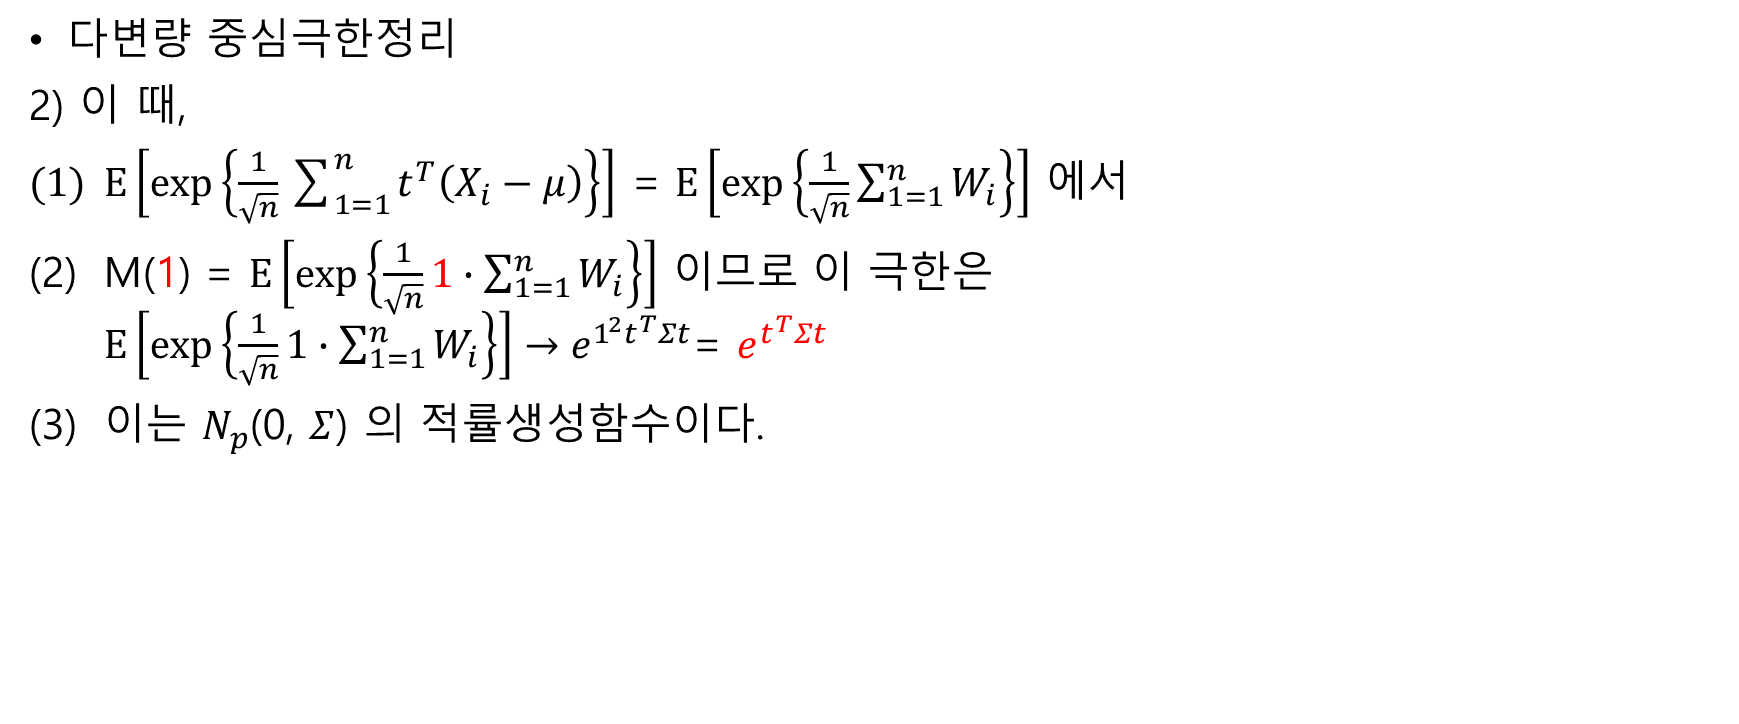 • 다변량 중심극한정리
2) 이 때,
(1) E[exp{1/√n ∑_{1=1}^{n} t^T(X_i − μ)}] = E[exp{1/√n ∑_{1=1}^{n} W_i}] 에서
(2) M(1) = E[exp{1/√n 1 · ∑_{1=1}^{n} W_i}] 이므로 이 극한은
E[exp{1/√n 1 · ∑_{1=1}^{n} W_i}] → e^{1^2 t^T Σt} = e^{t^T Σt}
(3) 이는 N_p(0, Σ) 의 적률생성함수이다.